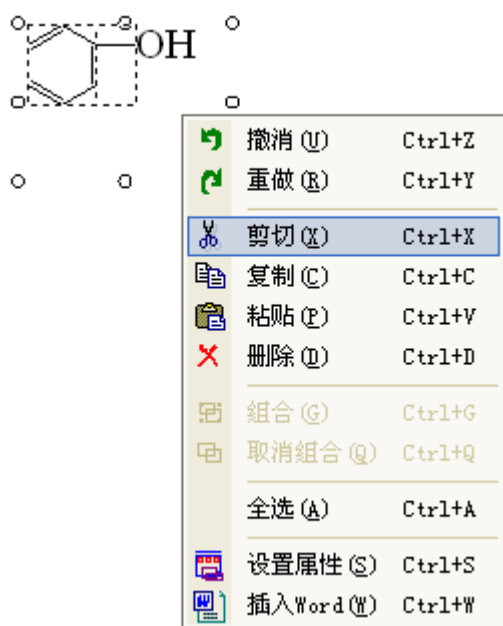 OH
撤消(U) Ctrl+Z
重做(R) Ctrl+Y
剪切(X) Ctrl+X
复制(C) Ctrl+C
粘贴(P) Ctrl+V
删除(D) Ctrl+D
组合(G) Ctrl+G
取消组合(Q) Ctrl+Q
全选(A) Ctrl+A
设置属性(S) Ctrl+S
插入Word(W) Ctrl+W